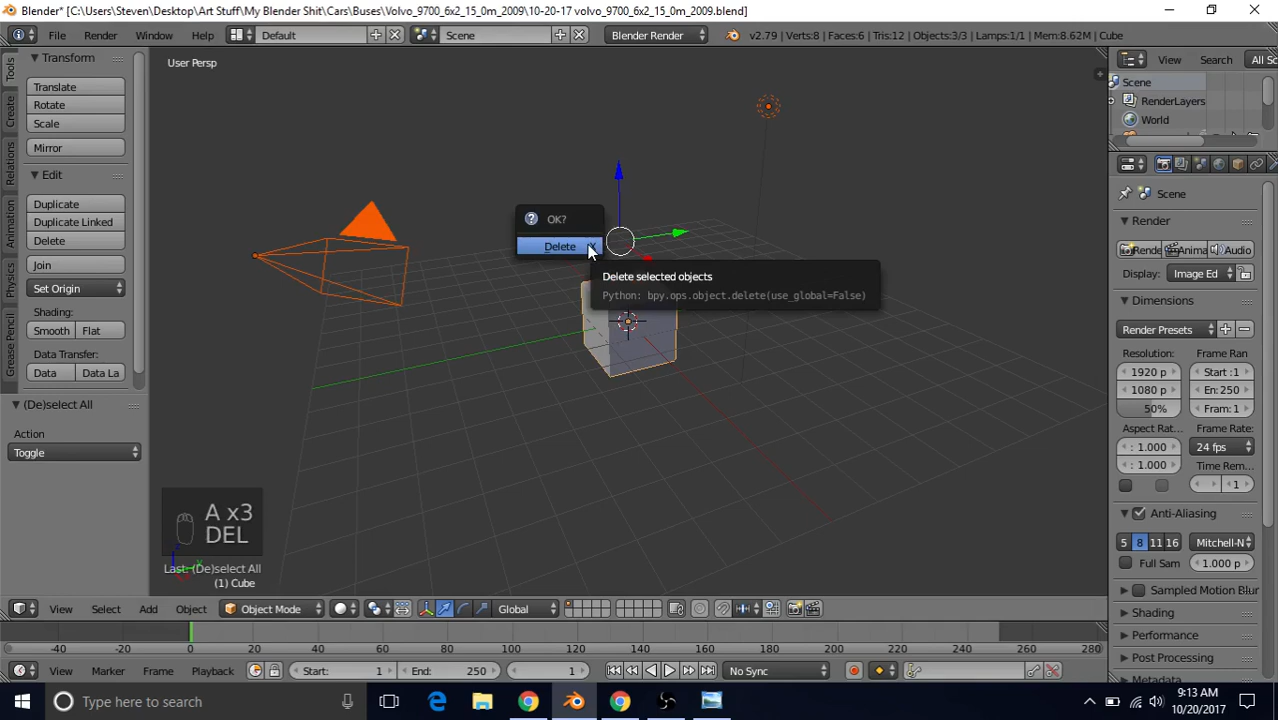 Blender* [C:\Users\Steven\Desktop\Art Stuff\My Blender Shit\Cars\Buses\Volvo_9700_6x2_15_0m_2009\10-20-17 volvo_9700_6x2_15_0m_2009.blend]
File Render Window Help Default Scene Blender Render v2.79 | Verts:8 | Faces:6 | Tris:12 | Objects:3/3 | Lamps:1/1 | Mem:8.62M | Cube
Tools
Create
Relations
Animation
Physics
Grease Pencil
Transform
Translate
Rotate
Scale
Mirror
Edit
Duplicate
Duplicate Linked
Delete
Join
Set Origin
Shading:
Smooth Flat
Data Transfer:
Data Data La
(De)select All
Action
Toggle
User Persp
OK?
Delete X
Delete selected objects
Python: bpy.ops.object.delete(use_global=False)
A x3
DEL
Last: (De)select All
(1) Cube
View Search All Sc
Scene
RenderLayers
World
Scene
Render
Rende Anima Audio
Display: Image Ed
Dimensions
Render Presets
Resolution: Frame Ran
1920 p Start :1
1080 p En: 250
50% Fram: 1
Aspect Rat... Frame Rate:
: 1.000 24 fps
: 1.000 Time Rem...
1
Anti-Aliasing
5 8 11 16 Mitchell-N
Full Sam 1.000 p
Sampled Motion Blur
Shading
Performance
Post Processing
Metadata
View Select Add Object Object Mode Global
-40 -20 0 20 40 60 80 100 120 140 160 180 200 220 240 260 280
View Marker Frame Playback Start: 1 End: 250 1 No Sync
Type here to search
9:13 AM
10/20/2017